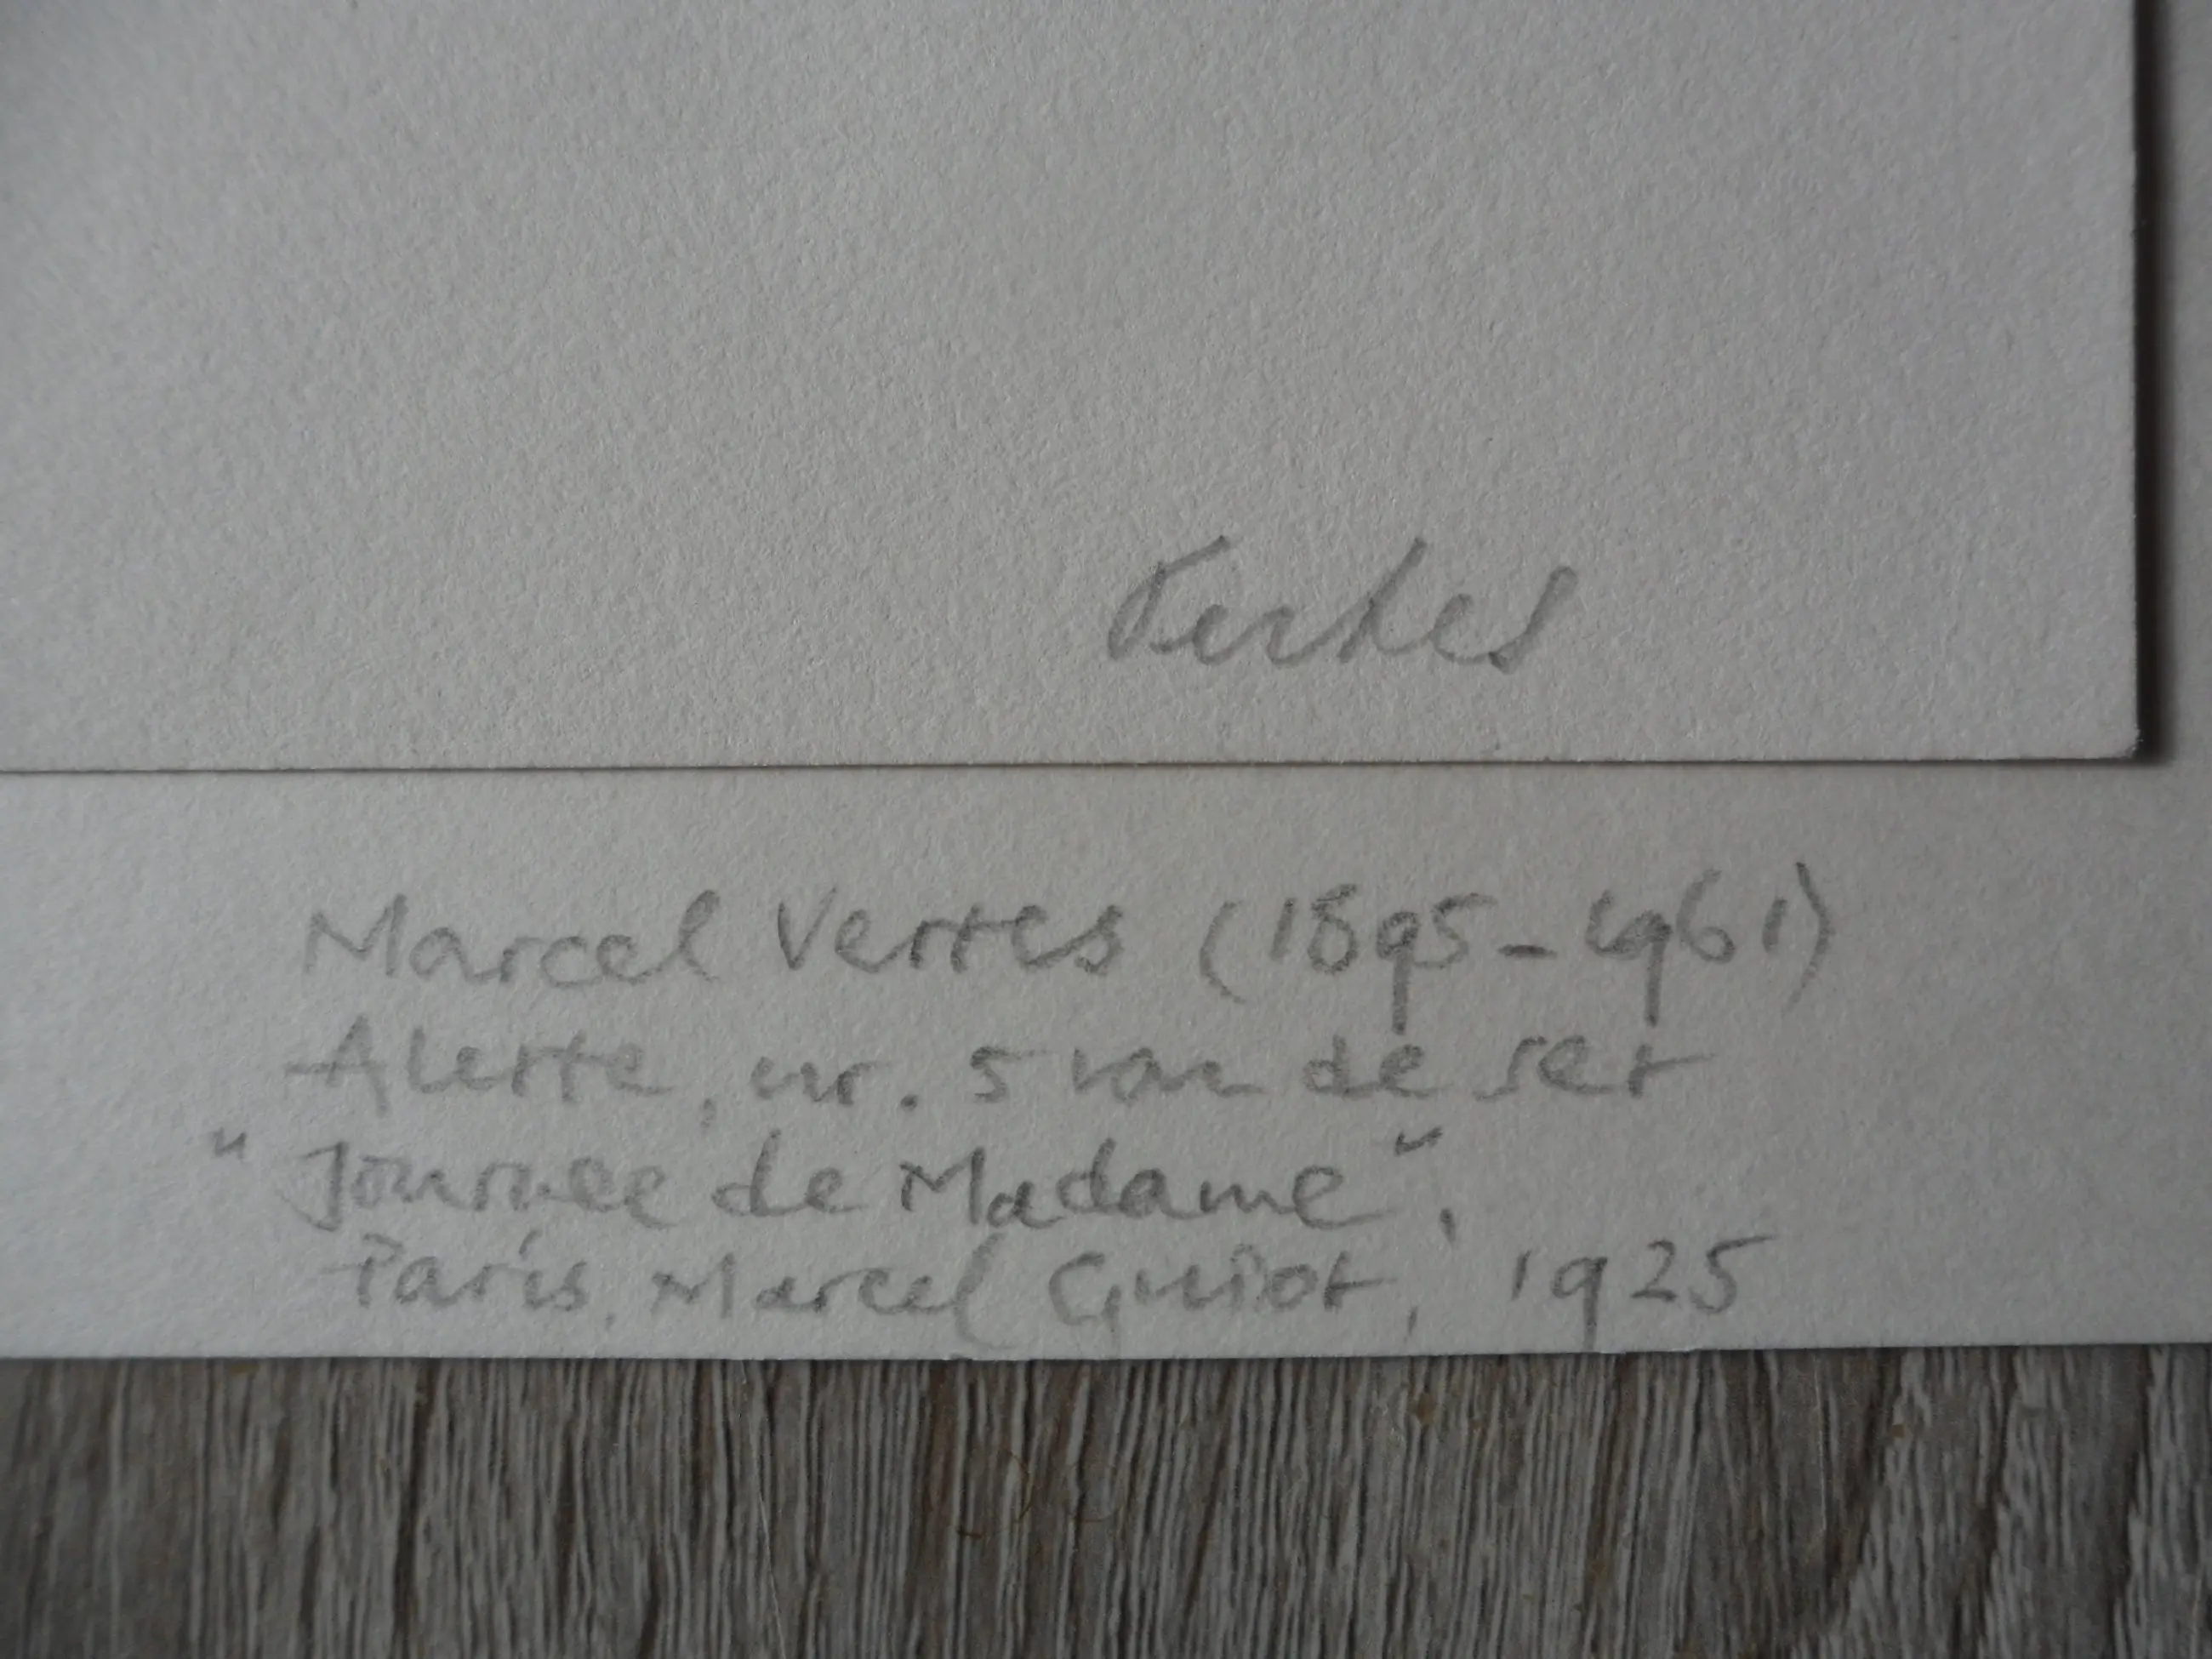 Vertes
Marcel Vertes (1895-1961)
Alerte, nr. 5 van de set
"Journee de Madame",
Paris, Marcel Guiot, 1925